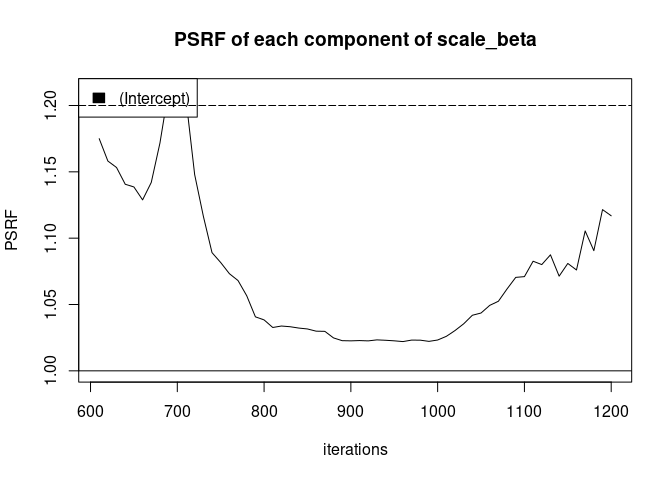 PSRF of each component of scale_beta
(Intercept)
1.20
1.15
1.10
1.05
1.00
PSRF
600 700 800 900 1000 1100 1200
iterations